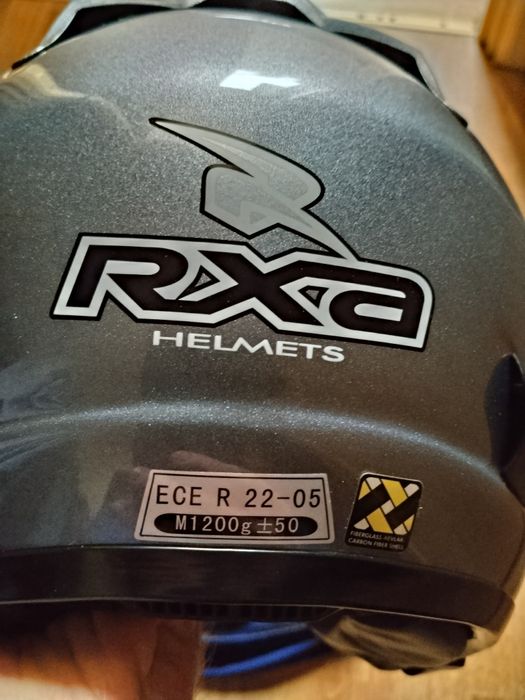 RXa
HELMETS
ECE R 22-05
M1200g±50
FIBERGLASS-KEVLAR
CARBON FIBER SHELL